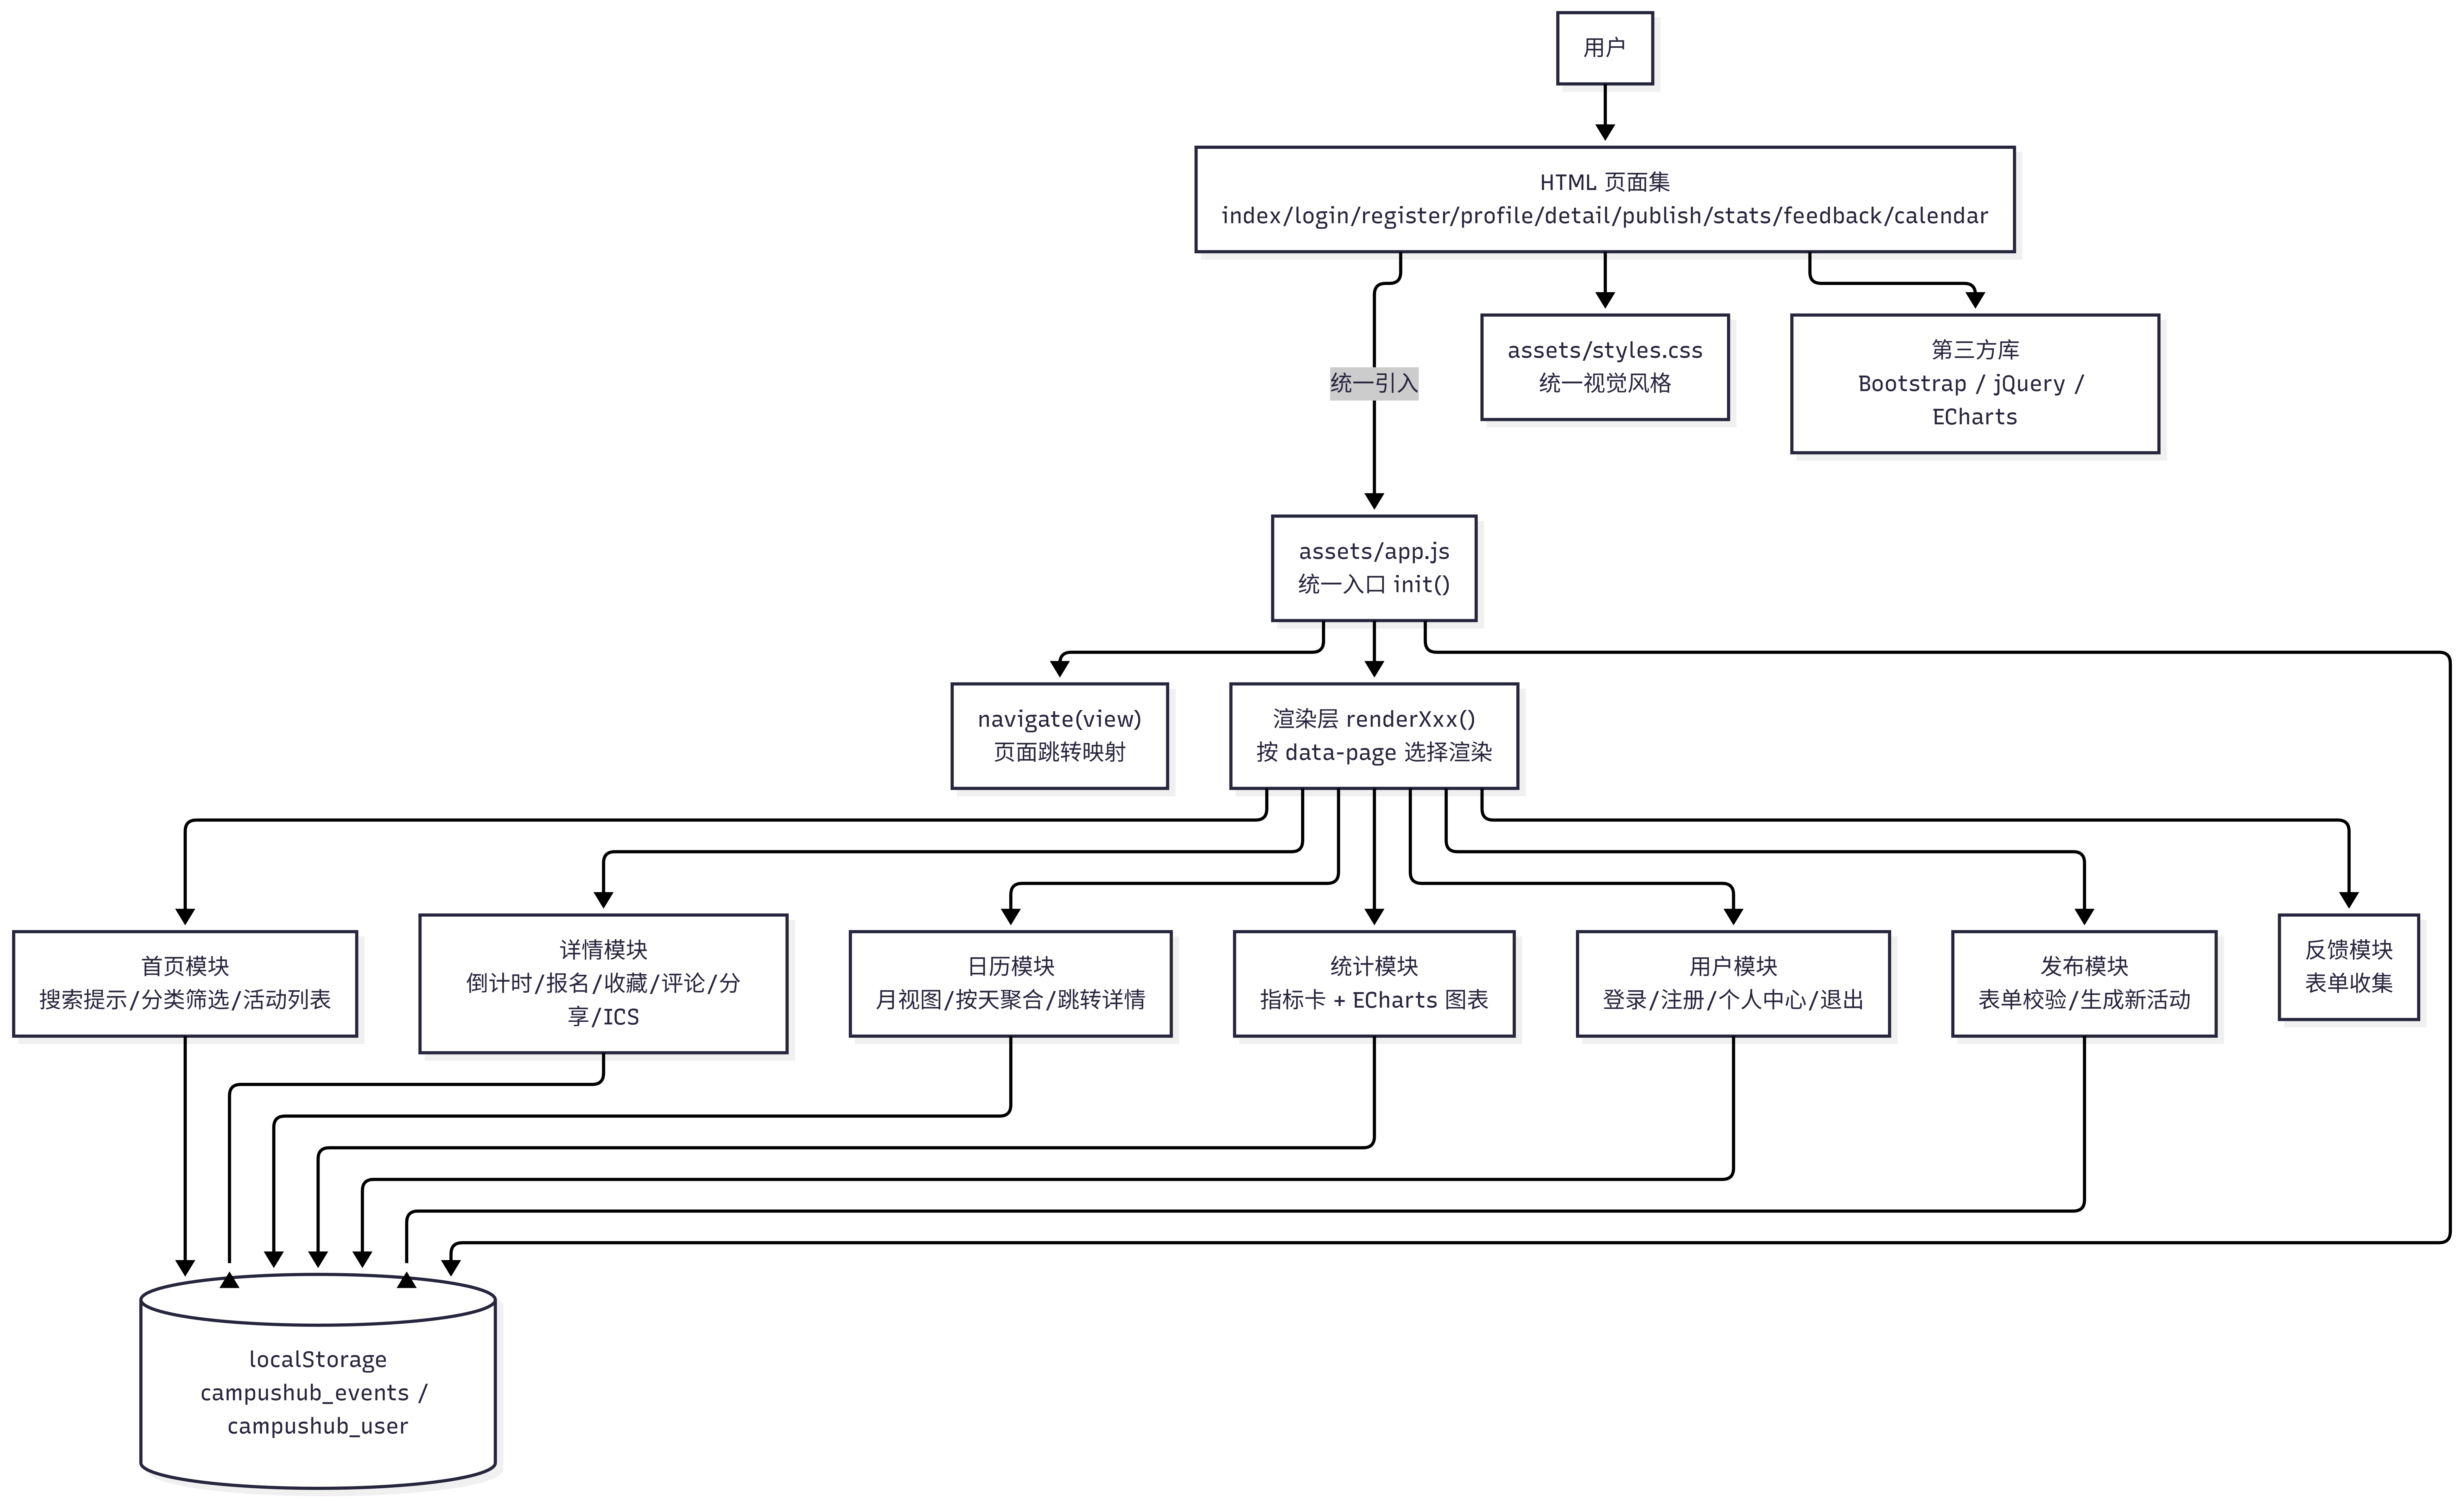 用户
HTML 页面集
index/login/register/profile/detail/publish/stats/feedback/calendar
统一引入
assets/styles.css
统一视觉风格
第三方库
Bootstrap / jQuery /
ECharts
assets/app.js
统一入口 init()
navigate(view)
页面跳转映射
渲染层 renderXxx()
按 data-page 选择渲染
首页模块
搜索提示/分类筛选/活动列表
详情模块
倒计时/报名/收藏/评论/分
享/ICS
日历模块
月视图/按天聚合/跳转详情
统计模块
指标卡 + ECharts 图表
用户模块
登录/注册/个人中心/退出
发布模块
表单校验/生成新活动
反馈模块
表单收集
localStorage
campushub_events /
campushub_user